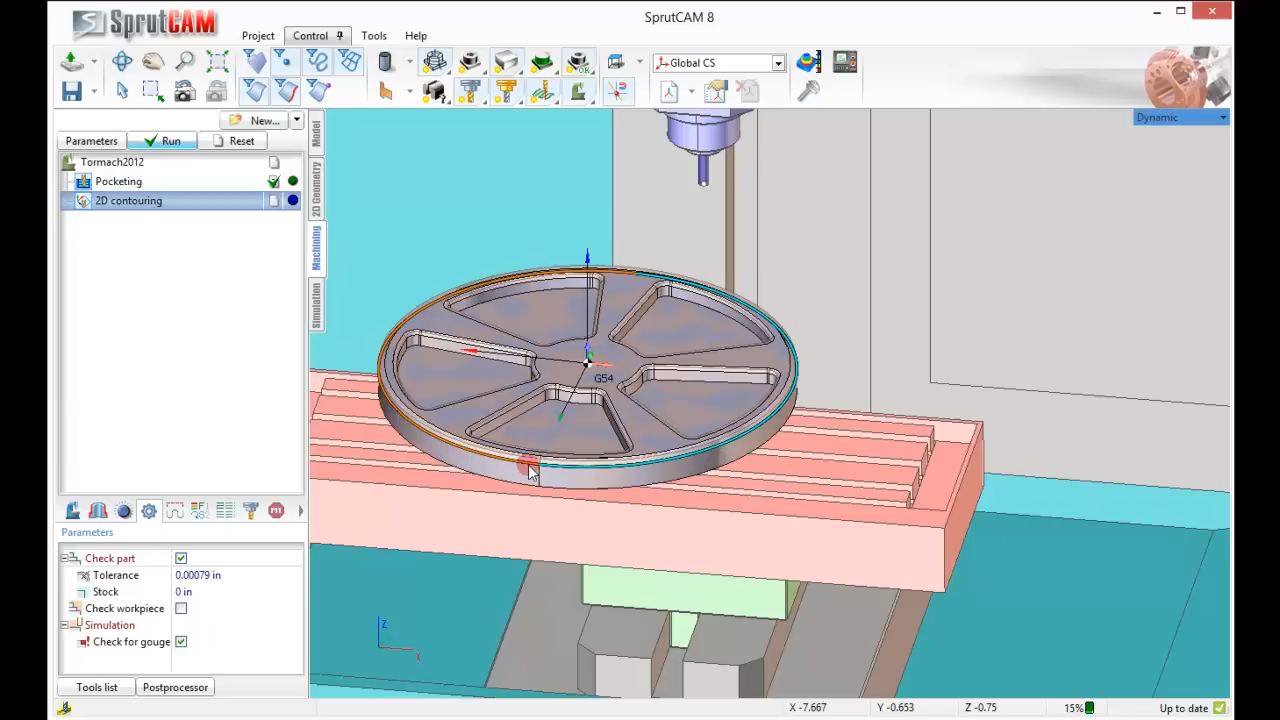 SprutCAM 8
SprutCAM
Project
Control
Tools
Help
Global CS
New...
Parameters
Run
Reset
Dynamic
Tormach2012
Pocketing
2D contouring
Model
2D Geometry
Machining
Simulation
G54
Parameters
Check part
Tolerance 0.00079 in
Stock 0 in
Check workpiece
Simulation
Check for gouge
Z
X
Tools list
Postprocessor
X -7.667
Y -0.653
Z -0.75
15%
Up to date